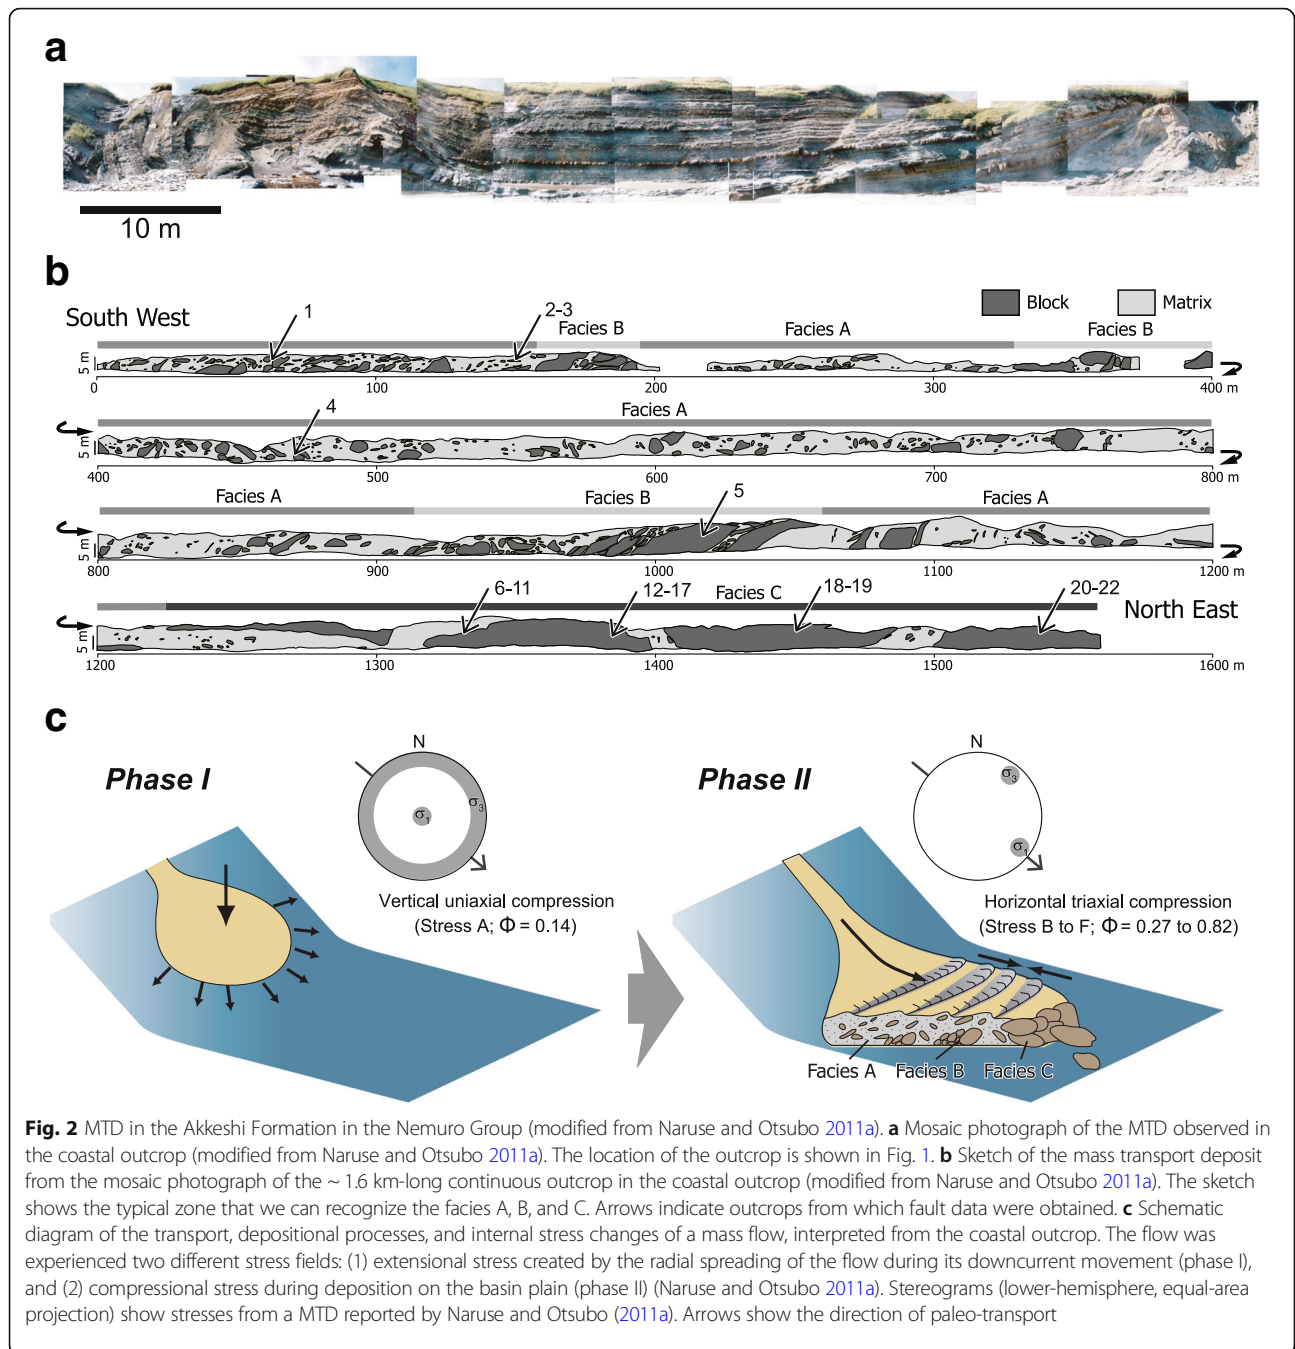 a
10 m
b
South West
1
2-3
Block
Matrix
Facies B
Facies A
Facies B
5 m
0
100
200
300
400 m
4
Facies A
5 m
400
500
600
700
800 m
Facies A
Facies B
5
Facies A
5 m
800
900
1000
1100
1200 m
6-11
12-17
Facies C
18-19
20-22
North East
5 m
1200
1300
1400
1500
1600 m
c
Phase I
N
σ1
σ3
Vertical uniaxial compression
(Stress A; Φ = 0.14)
Phase II
N
σ3
σ1
Horizontal triaxial compression
(Stress B to F; Φ = 0.27 to 0.82)
Facies A
Facies B
Facies C
Fig. 2 MTD in the Akkeshi Formation in the Nemuro Group (modified from Naruse and Otsubo 2011a). a Mosaic photograph of the MTD observed in
the coastal outcrop (modified from Naruse and Otsubo 2011a). The location of the outcrop is shown in Fig. 1. b Sketch of the mass transport deposit
from the mosaic photograph of the ~ 1.6 km-long continuous outcrop in the coastal outcrop (modified from Naruse and Otsubo 2011a). The sketch
shows the typical zone that we can recognize the facies A, B, and C. Arrows indicate outcrops from which fault data were obtained. c Schematic
diagram of the transport, depositional processes, and internal stress changes of a mass flow, interpreted from the coastal outcrop. The flow was
experienced two different stress fields: (1) extensional stress created by the radial spreading of the flow during its downcurrent movement (phase I),
and (2) compressional stress during deposition on the basin plain (phase II) (Naruse and Otsubo 2011a). Stereograms (lower-hemisphere, equal-area
projection) show stresses from a MTD reported by Naruse and Otsubo (2011a). Arrows show the direction of paleo-transport